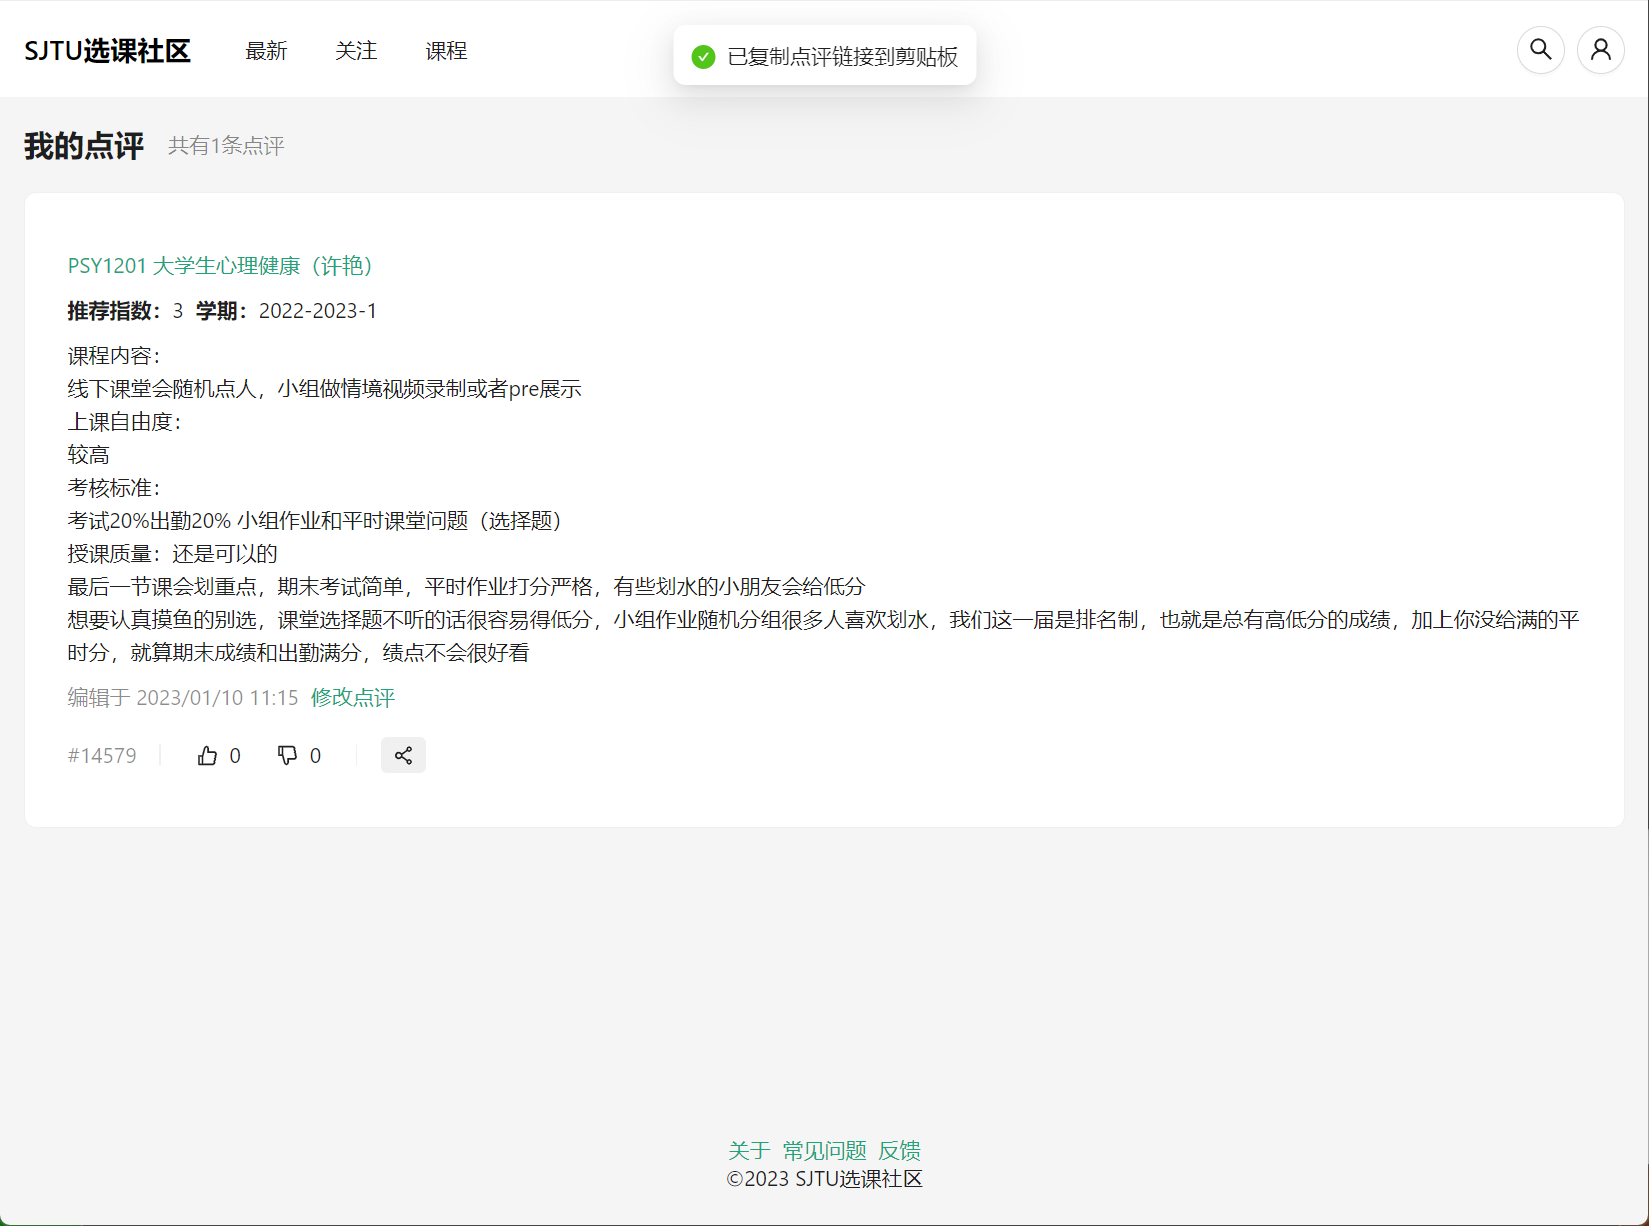 SJTU选课社区 最新 关注 课程
已复制点评链接到剪贴板
我的点评 共有1条点评
PSY1201 大学生心理健康（许艳）
推荐指数：3 学期：2022-2023-1
课程内容：
线下课堂会随机点人，小组做情境视频录制或者pre展示
上课自由度：
较高
考核标准：
考试20%出勤20% 小组作业和平时课堂问题（选择题）
授课质量：还是可以的
最后一节课会划重点，期末考试简单，平时作业打分严格，有些划水的小朋友会给低分
想要认真摸鱼的别选，课堂选择题不听的话很容易得低分，小组作业随机分组很多人喜欢划水，我们这一届是排名制，也就是总有高低分的成绩，加上你没给满的平
时分，就算期末成绩和出勤满分，绩点不会很好看
编辑于 2023/01/10 11:15 修改点评
#14579 0 0
关于 常见问题 反馈
©2023 SJTU选课社区